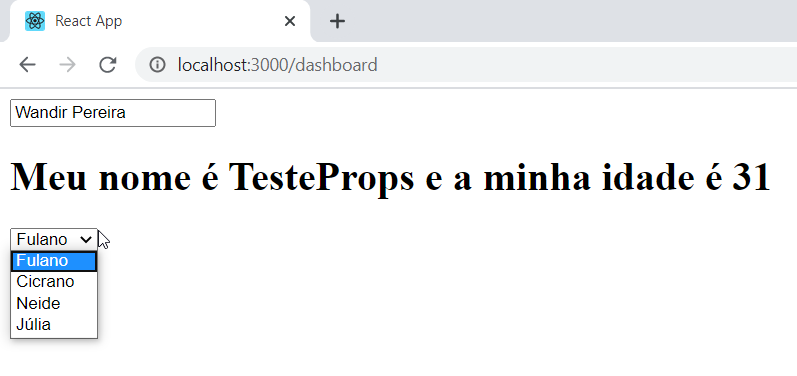 React App
localhost:3000/dashboard
Wandir Pereira
Meu nome é TesteProps e a minha idade é 31
Fulano
Fulano
Cicrano
Neide
Júlia